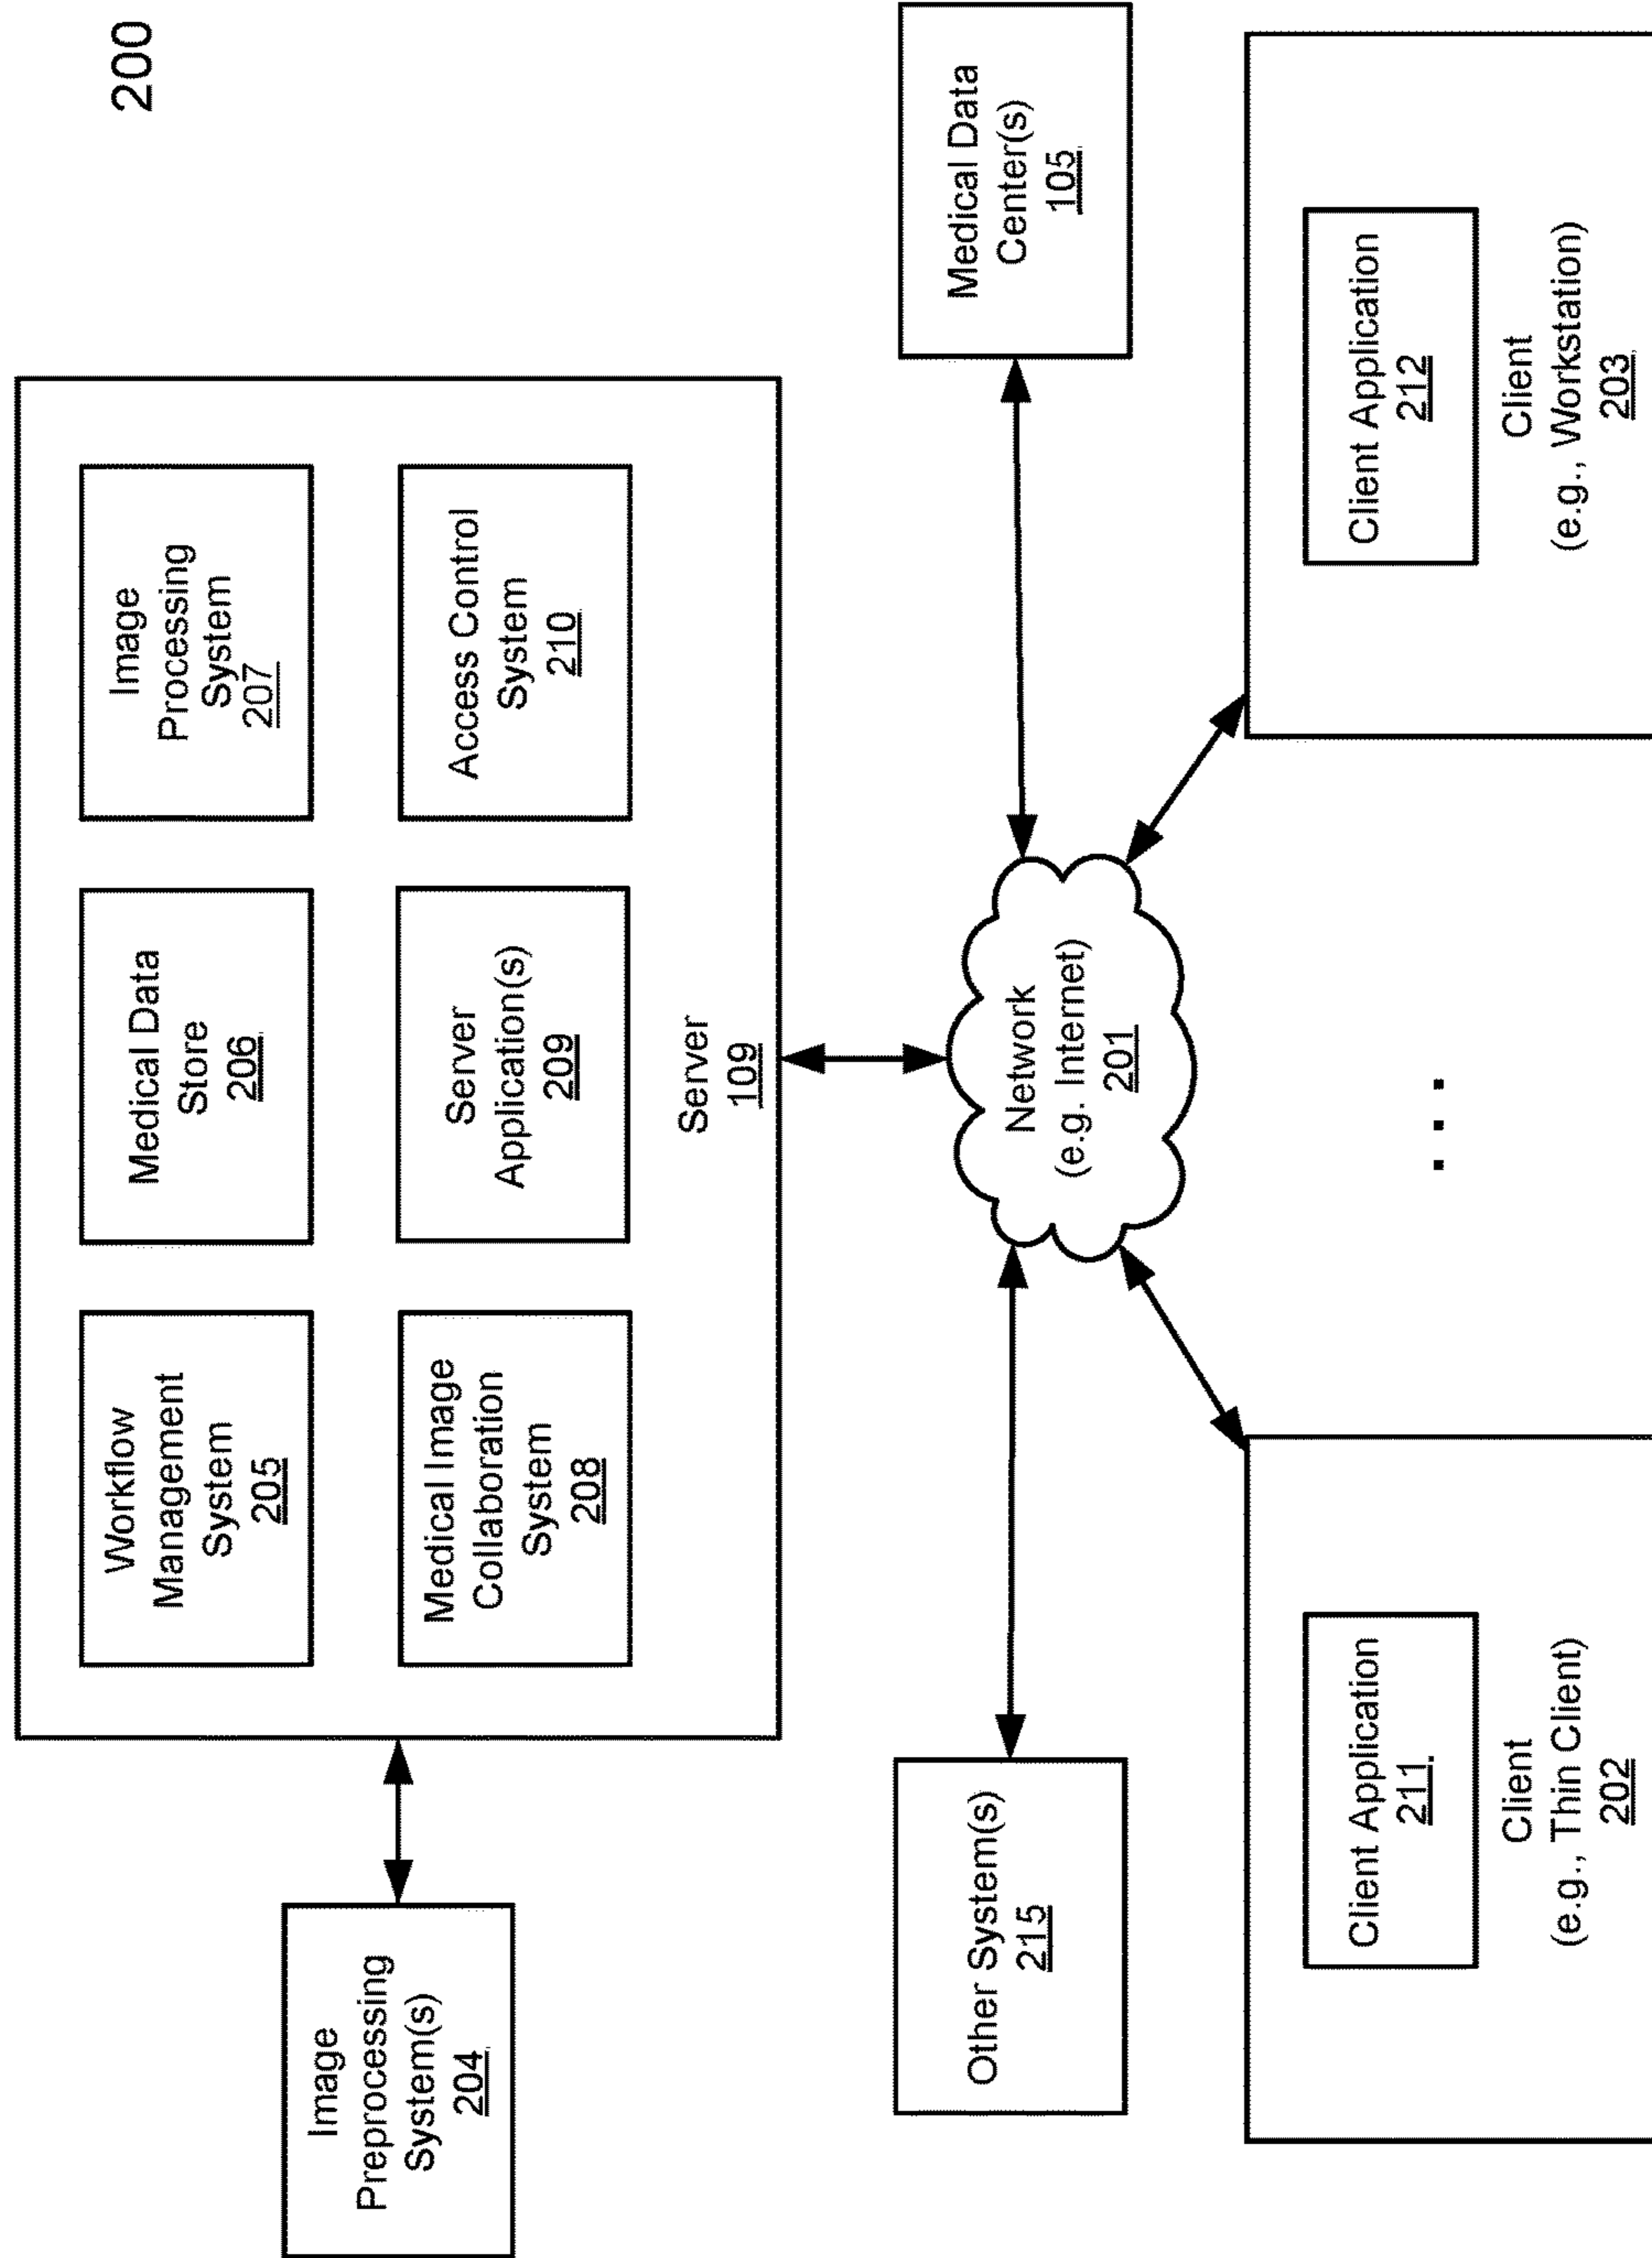 200
Image
Preprocessing
System(s)
204
Workflow
Management
System
205
Medical Data
Store
206
Image
Processing
System
207
Medical Image
Collaboration
System
208
Server
Application(s)
209
Access Control
System
210
Server
109
Other System(s)
215
Network
(e.g. Internet)
201
Medical Data
Center(s)
105
Client Application
211
Client
(e.g., Thin Client)
202
...
Client Application
212
Client
(e.g., Workstation)
203